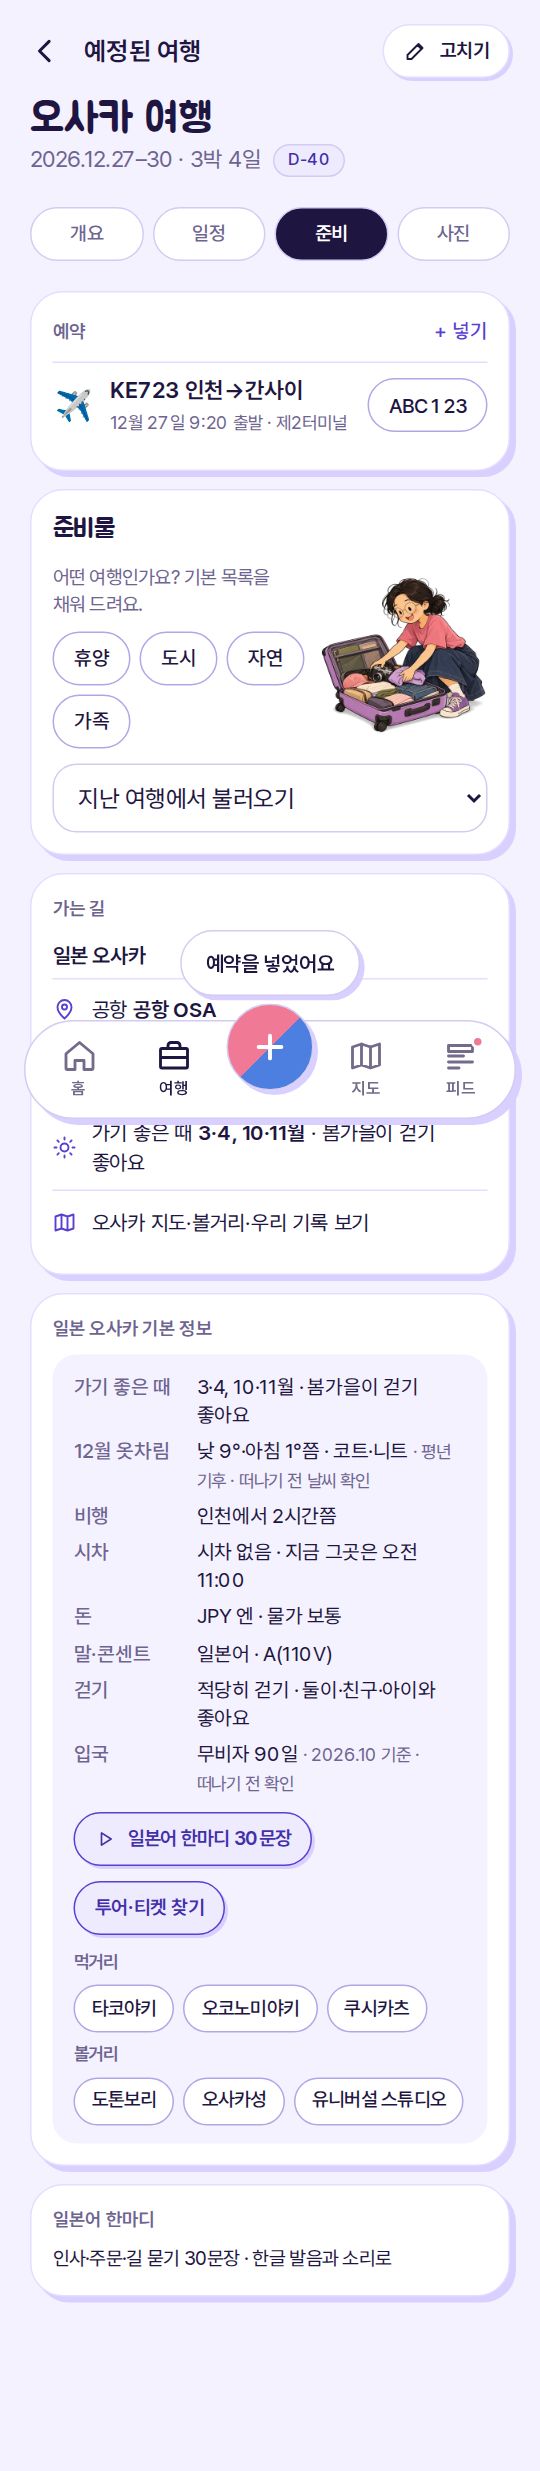 예정된 여행
고치기
오사카 여행
2026.12.27–30 · 3박 4일 D-40
개요 일정 준비 사진
예약 + 넣기
KE723 인천→간사이
12월 27일 9:20 출발 · 제2터미널
ABC123
준비물
어떤 여행인가요? 기본 목록을
채워 드려요.
휴양 도시 자연
가족
지난 여행에서 불러오기
가는 길
일본 오사카
예약을 넣었어요
공항 공항 OSA
홈 여행 지도 피드
가기 좋은 때 3·4, 10·11월 · 봄가을이 걷기
좋아요
오사카 지도·볼거리·우리 기록 보기
일본 오사카 기본 정보
가기 좋은 때 3·4, 10·11월 · 봄가을이 걷기
좋아요
12월 옷차림 낮 9°·아침 1°쯤 · 코트·니트 · 평년
기후 · 떠나기 전 날씨 확인
비행 인천에서 2시간쯤
시차 시차 없음 · 지금 그곳은 오전
11:00
돈 JPY 엔 · 물가 보통
말·콘센트 일본어 · A(110V)
걷기 적당히 걷기 · 둘이·친구·아이와
좋아요
입국 무비자 90일 · 2026.10 기준 ·
떠나기 전 확인
일본어 한마디 30문장
투어·티켓 찾기
먹거리
타코야키 오코노미야키 쿠시카츠
볼거리
도톤보리 오사카성 유니버설 스튜디오
일본어 한마디
인사·주문·길 묻기 30문장 · 한글 발음과 소리로